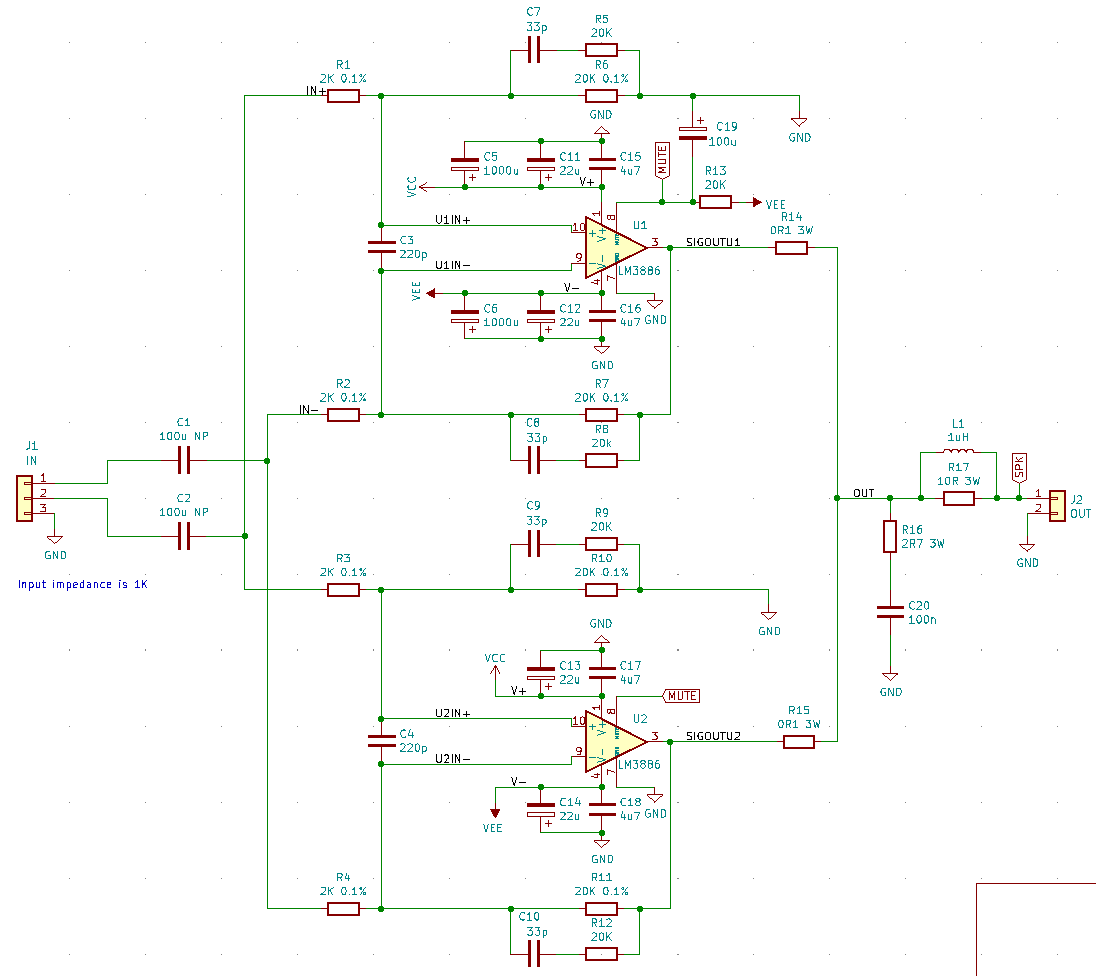 C7
33p
R5
20K
R1
2K 0.1%
R6
20K 0.1%
IN+
GND
GND
C19
100u
+
MUTE
C5
1000u
+
C11
22u
+
C15
4u7
VCC
V+
R13
20K
VEE
U1IN+
10
1
8
U1
R14
0R1 3W
C3
220p
3
SIGOUTU1
U1IN-
9
4
7
LM3886
VEE
V-
C6
1000u
+
C12
22u
+
C16
4u7
GND
GND
R2
2K 0.1%
R7
20K 0.1%
IN-
C8
33p
R8
20k
C1
100u NP
J1
IN
1
2
3
GND
C2
100u NP
Input impedance is 1K
L1
1uH
R17
10R 3W
SPK
OUT
1
2
J2
OUT
GND
R16
2R7 3W
C20
100n
GND
C9
33p
R9
20K
R3
2K 0.1%
R10
20K 0.1%
GND
GND
VCC
C13
22u
+
C17
4u7
V+
MUTE
U2IN+
10
1
8
U2
R15
0R1 3W
C4
220p
3
SIGOUTU2
U2IN-
9
4
7
LM3886
V-
VEE
C14
22u
+
C18
4u7
GND
GND
R4
2K 0.1%
R11
20K 0.1%
C10
33p
R12
20K